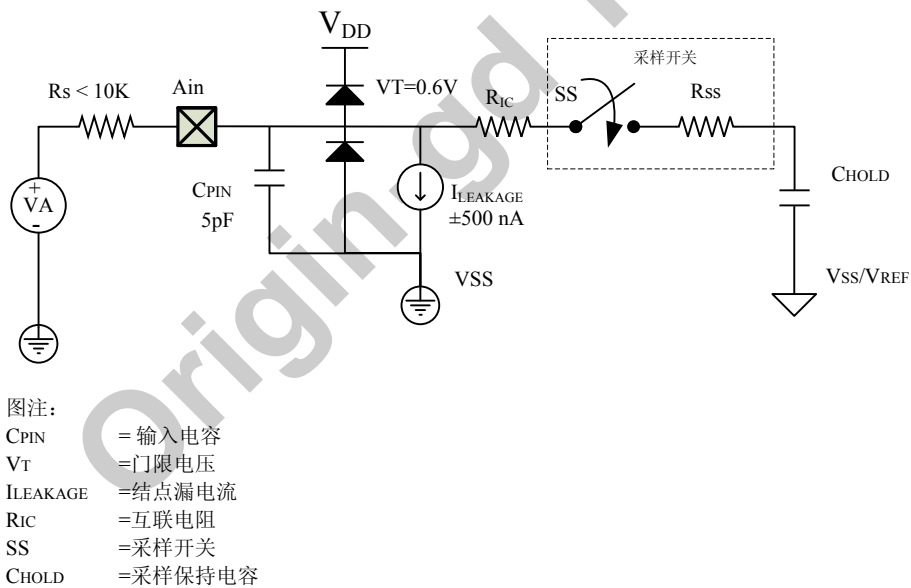 VDD
Rs < 10K
Ain
VT=0.6V
RIC
采样开关
SS
Rss
+
VA
-
CPIN
5pF
ILEAKAGE
±500 nA
CHOLD
VSS
VSS/VREF
图注：
CPIN =输入电容
VT =门限电压
ILEAKAGE =结点漏电流
RIC =互联电阻
SS =采样开关
CHOLD =采样保持电容